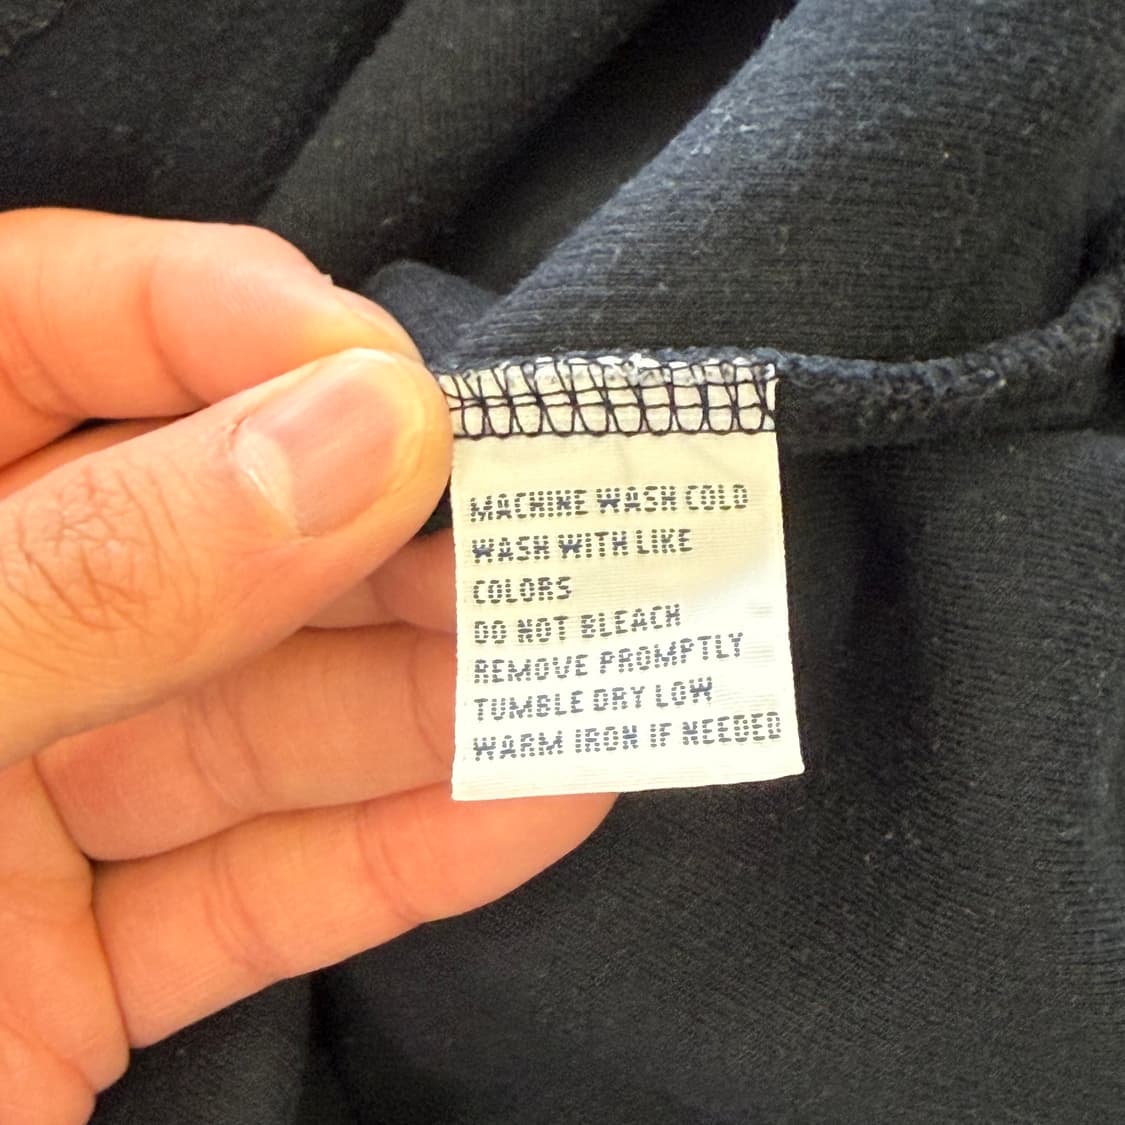 MACHINE WASH COLD
WASH WITH LIKE
COLORS
DO NOT BLEACH
REMOVE PROMPTLY
TUMBLE DRY LOW
WARM IRON IF NEEDED